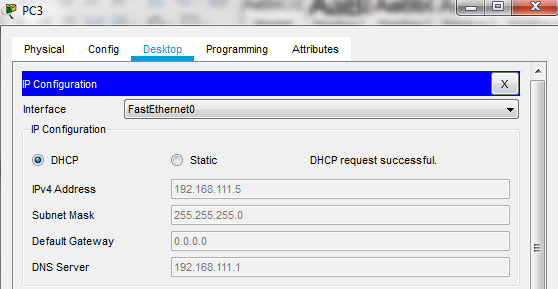 PC3
Physical Config Desktop Programming Attributes
IP Configuration X
Interface FastEthernet0
IP Configuration
DHCP Static DHCP request successful.
IPv4 Address 192.168.111.5
Subnet Mask 255.255.255.0
Default Gateway 0.0.0.0
DNS Server 192.168.111.1